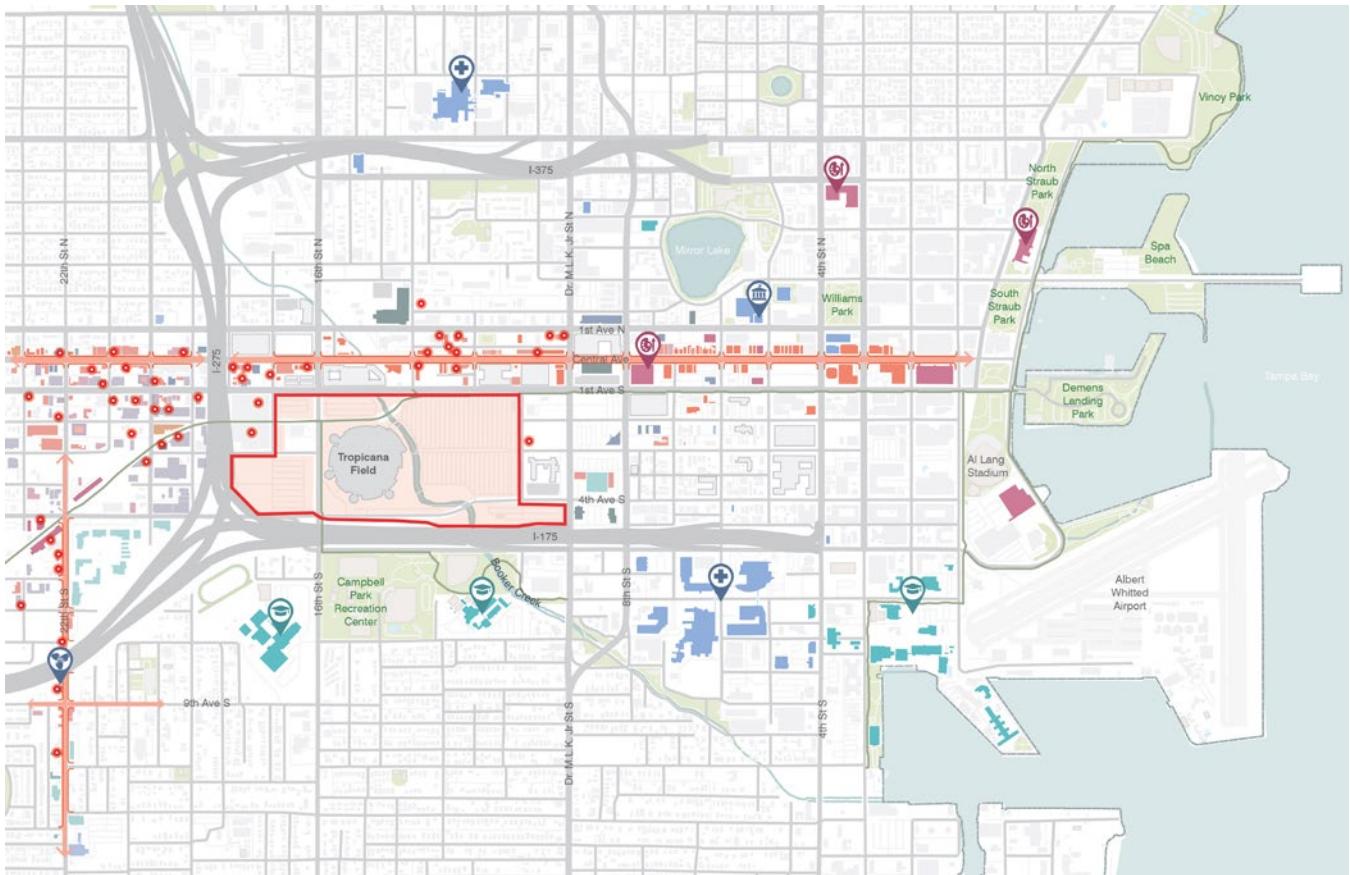 Vinoy Park
I-375
North
Straub
Park
22th St N
16th St N
Dr. M. L. K. Jr St N
Mirror Lake
4th St N
Spa
Beach
Williams
Park
South
Straub
Park
1st Ave N
I-275
Central Ave
Tampa Bay
1st Ave S
Demens
Landing
Park
Tropicana
Field
Al Lang
Stadium
4th Ave S
I-175
22th St S
16th St S
Campbell
Park
Recreation
Center
Booker Creek
8th St S
Albert
Whitted
Airport
9th Ave S
Dr. M. L. K. Jr St S
4th St S